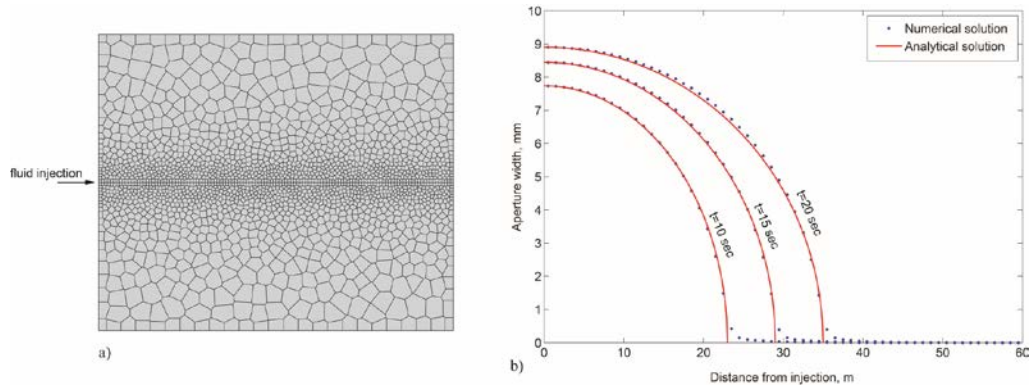 fluid injection
a)
10
9
8
7
6
5
4
3
2
1
0
Aperture width, mm
Numerical solution
Analytical solution
t=10 sec
t=15 sec
t=20 sec
0 10 20 30 40 50 60
Distance from injection, m
b)